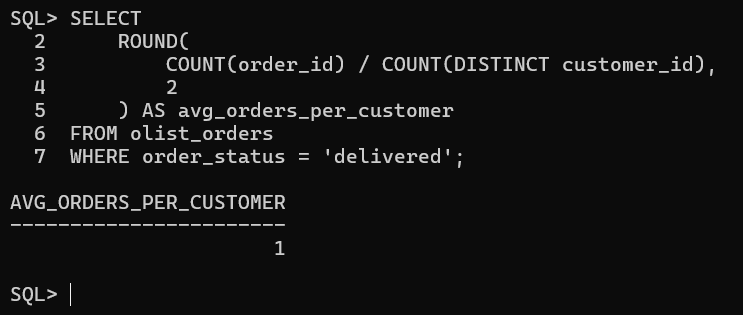 SQL> SELECT
  2      ROUND(
  3          COUNT(order_id) / COUNT(DISTINCT customer_id),
  4          2
  5      ) AS avg_orders_per_customer
  6  FROM olist_orders
  7  WHERE order_status = 'delivered';

AVG_ORDERS_PER_CUSTOMER
-----------------------
                      1

SQL>